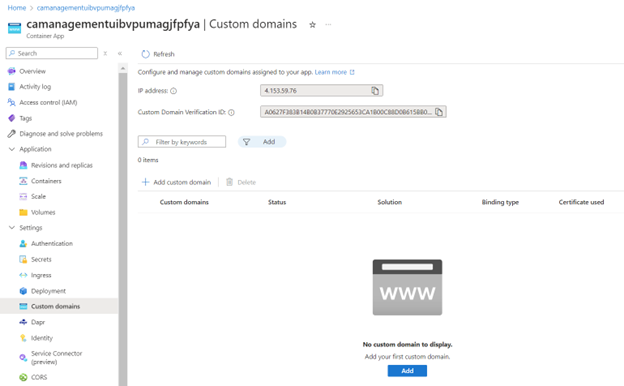 Home > camanagementuibvpumagjfpfya
camanagementuibvpumagjfpfya | Custom domains
Container App
Search
Overview
Activity log
Access control (IAM)
Tags
Diagnose and solve problems
Application
Revisions and replicas
Containers
Scale
Volumes
Settings
Authentication
Secrets
Ingress
Deployment
Custom domains
Dapr
Identity
Service Connector
(preview)
CORS
Refresh
Configure and manage custom domains assigned to your app. Learn more
IP address: 4.153.59.76
Custom Domain Verification ID: A0627F383B14B0B37770E2925653CA1800C88D0B615BB0...
Filter by keywords Add
0 items
Add custom domain Delete
Custom domains Status Solution Binding type Certificate used
www
No custom domain to display.
Add your first custom domain.
Add